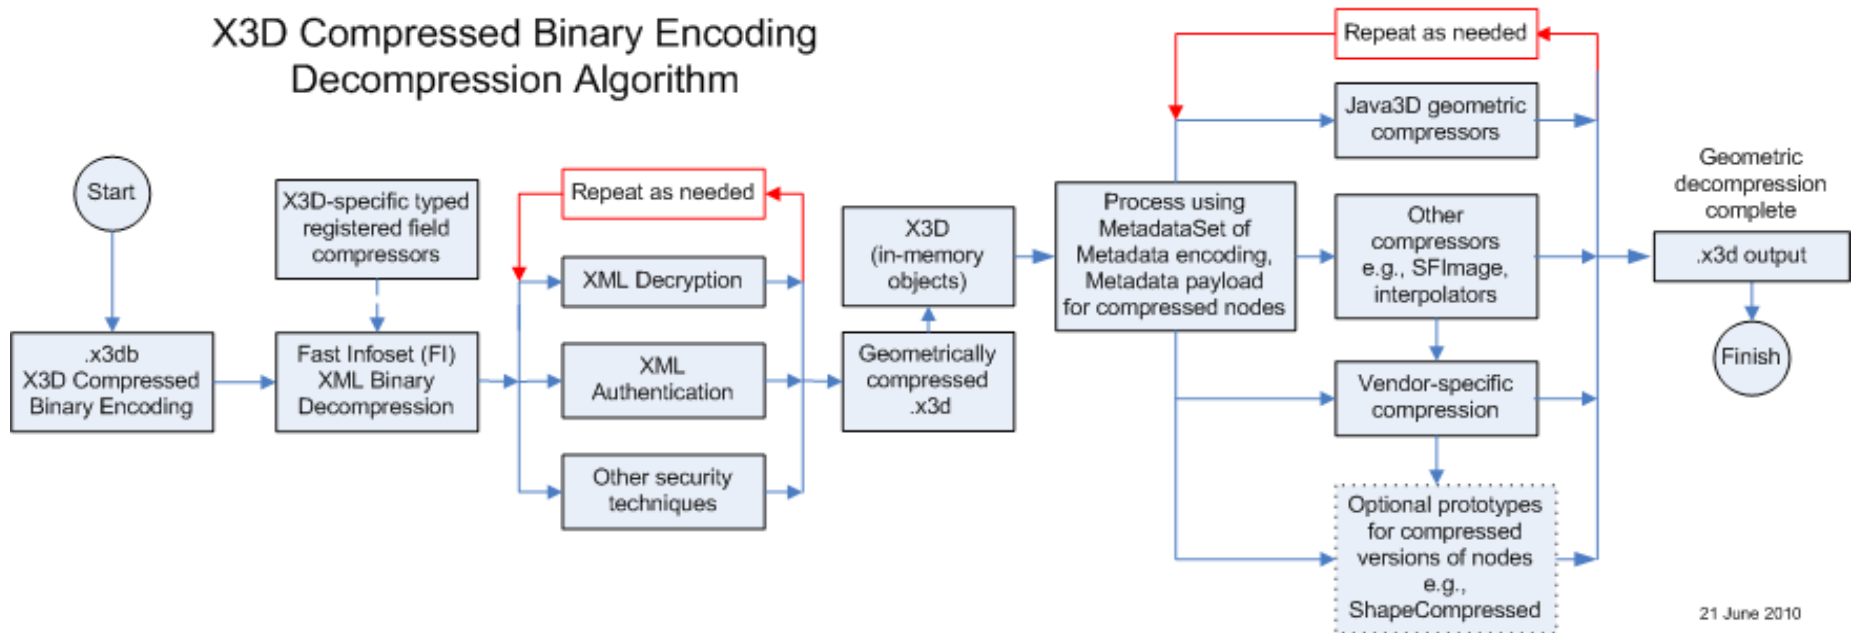 X3D Compressed Binary Encoding
Decompression Algorithm
Start
.x3db
X3D Compressed
Binary Encoding
X3D-specific typed
registered field
compressors
Fast Infoset (FI)
XML Binary
Decompression
Repeat as needed
XML Decryption
XML
Authentication
Other security
techniques
X3D
(in-memory
objects)
Geometrically
compressed
.x3d
Process using
MetadataSet of
Metadata encoding,
Metadata payload
for compressed nodes
Repeat as needed
Java3D geometric
compressors
Other
compressors
e.g., SFImage,
interpolators
Vendor-specific
compression
Optional prototypes
for compressed
versions of nodes
e.g.,
ShapeCompressed
Geometric
decompression
complete
.x3d output
Finish
21 June 2010